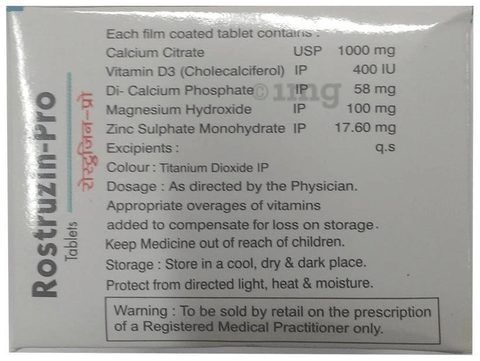 Rostruzin-Pro
रोस्ट्रुजिन-प्रो
Tablets
Each film coated tablet contains :
Calcium Citrate USP 1000 mg
Vitamin D3 (Cholecalciferol) IP 400 IU
Di- Calcium Phosphate IP 58 mg
Magnesium Hydroxide IP 100 mg
Zinc Sulphate Monohydrate IP 17.60 mg
Excipients : q.s
Colour : Titanium Dioxide IP
Dosage : As directed by the Physician.
Appropriate overages of vitamins
added to compensate for loss on storage.
Keep Medicine out of reach of children.
Storage : Store in a cool, dry & dark place.
Protect from directed light, heat & moisture.
Warning : To be sold by retail on the prescription
of a Registered Medical Practitioner only.
©1mg